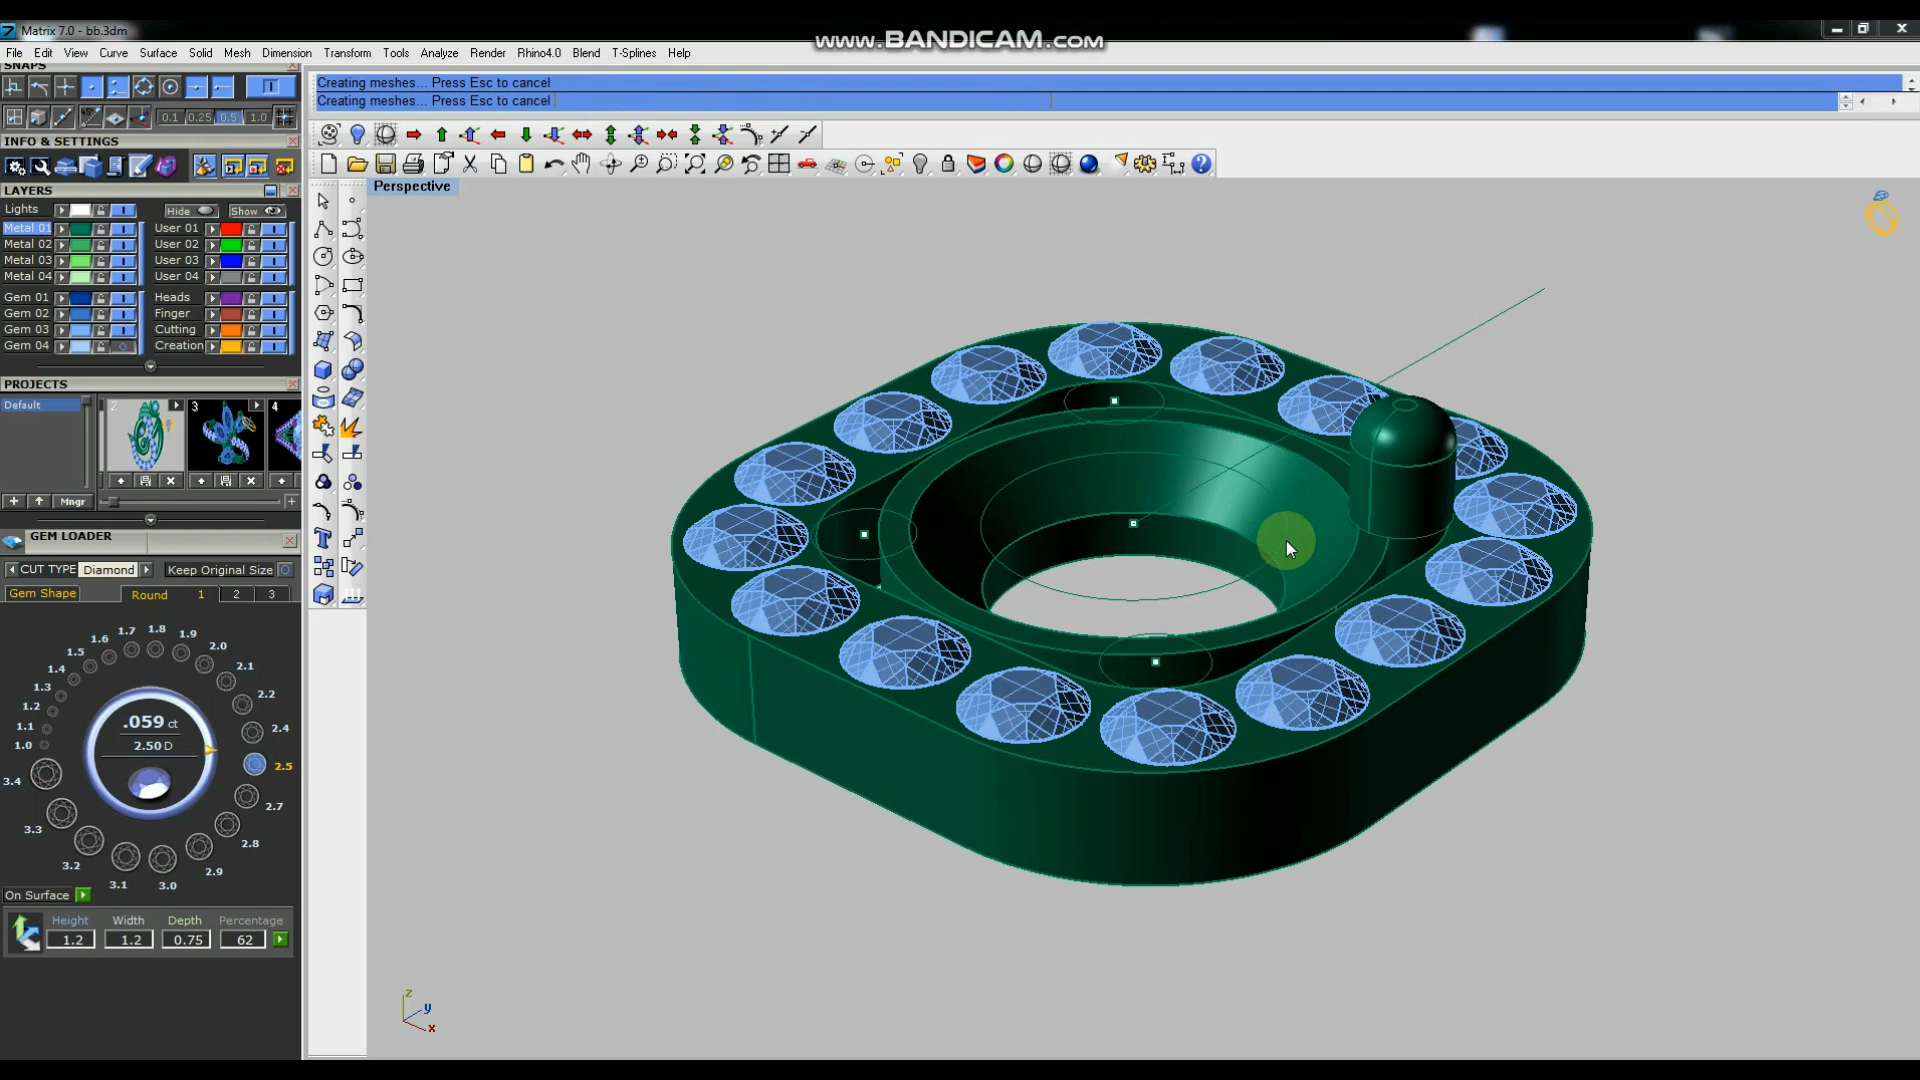 Matrix 7.0 - bb.3dm
www.BANDICAM.com
File Edit View Curve Surface Solid Mesh Dimension Transform Tools Analyze Render Rhino4.0 Blend T-Splines Help
SNAPS
Creating meshes... Press Esc to cancel
Creating meshes... Press Esc to cancel
0.1 0.25 0.5 1.0
INFO & SETTINGS
LAYERS
Perspective
Lights Hide Show
Metal 01 User 01
Metal 02 User 02
Metal 03 User 03
Metal 04 User 04
Gem 01 Heads
Gem 02 Finger
Gem 03 Cutting
Gem 04 Creation
PROJECTS
Default 2 3 4
Mngr
GEM LOADER
CUT TYPE Diamond Keep Original Size
Gem Shape Round 1 2 3
1.0
1.1
1.2
1.3
1.4
1.5
1.6
1.7
1.8
1.9
2.0
2.1
2.2
2.4
2.5
2.7
2.8
2.9
3.0
3.1
3.2
3.3
3.4
.059 ct
2.50 D
On Surface
Height Width Depth Percentage
1.2 1.2 0.75 62
z
y
x